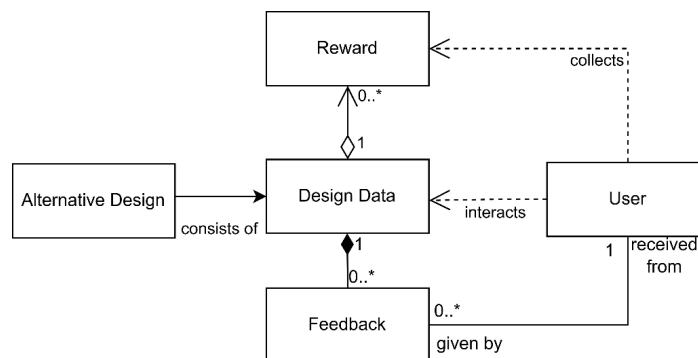 Reward
collects
0..*
1
Alternative Design
Design Data
User
consists of
interacts
1
1
received
from
0..*
0..*
Feedback
given by